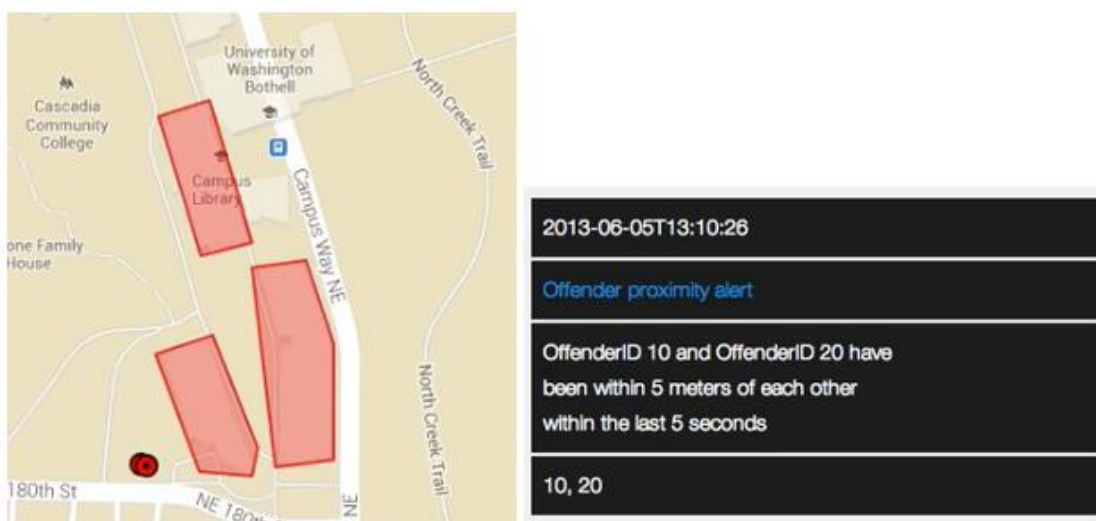 University of
Washington
Bothell
Cascadia
Community
College
Campus
Library
North Creek Trail
Campus Way NE
one Family
House
North Creek Trail
180th St
NE 180th
NE
2013-06-05T13:10:26
Offender proximity alert
OffenderID 10 and OffenderID 20 have
been within 5 meters of each other
within the last 5 seconds
10, 20